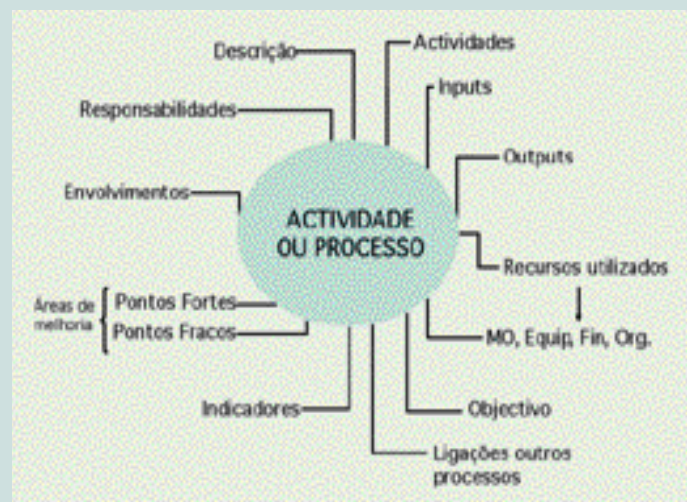 Descrição
Actividades
Inputs
Responsabilidades
Outputs
Envolvimentos
ACTIVIDADE
OU PROCESSO
Recursos utilizados
Áreas de
melhoria
Pontos Fortes
Pontos Fracos
MO, Equip, Fin, Org.
Indicadores
Objectivo
Ligações outros
processos